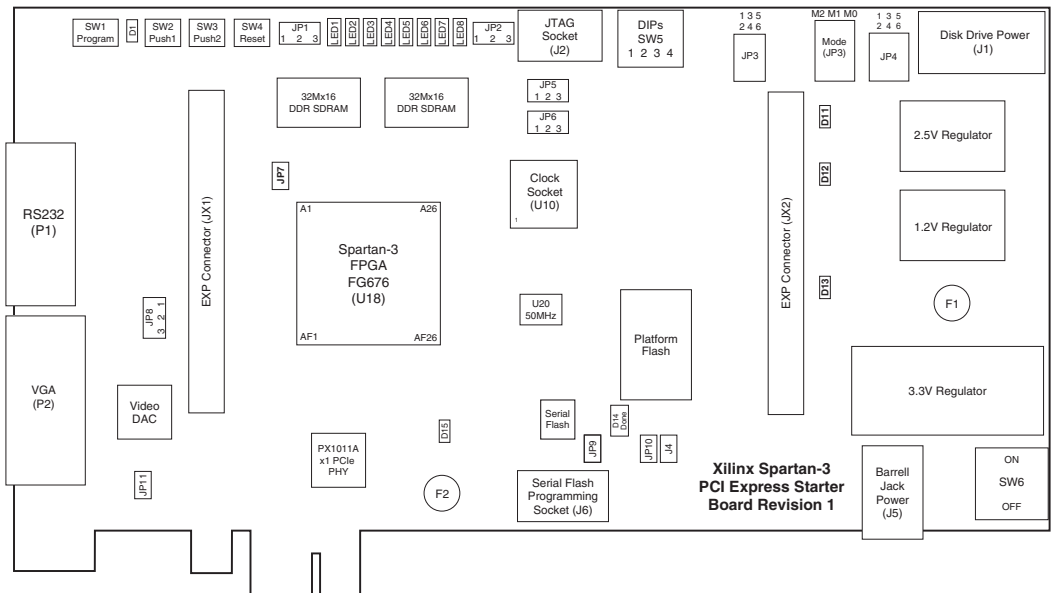 SW1
Program
D1
SW2
Push1
SW3
Push2
SW4
Reset
JP1
1 2 3
LED1
LED2
LED3
LED4
LED5
LED6
LED7
LED8
JP2
1 2 3
JTAG
Socket
(J2)
DIPs
SW5
1 2 3 4
1 3 5
2 4 6
JP3
M2 M1 M0
Mode
(JP3)
1 3 5
2 4 6
JP4
Disk Drive Power
(J1)
32Mx16
DDR SDRAM
32Mx16
DDR SDRAM
JP5
1 2 3
JP6
1 2 3
D11
2.5V Regulator
RS232
(P1)
EXP Connector (JX1)
JP7
Clock
Socket
(U10)
1
EXP Connector (JX2)
D12
1.2V Regulator
A1
A26
Spartan-3
FPGA
FG676
(U18)
AF1
AF26
D13
F1
JP8
3 2 1
U20
50MHz
Platform
Flash
VGA
(P2)
Video
DAC
3.3V Regulator
Serial
Flash
D14
Done
D15
PX1011A
x1 PCIe
PHY
JP9
JP10
J4
JP11
F2
Serial Flash
Programming
Socket (J6)
Xilinx Spartan-3
PCI Express Starter
Board Revision 1
Barrell
Jack
Power
(J5)
ON
SW6
OFF